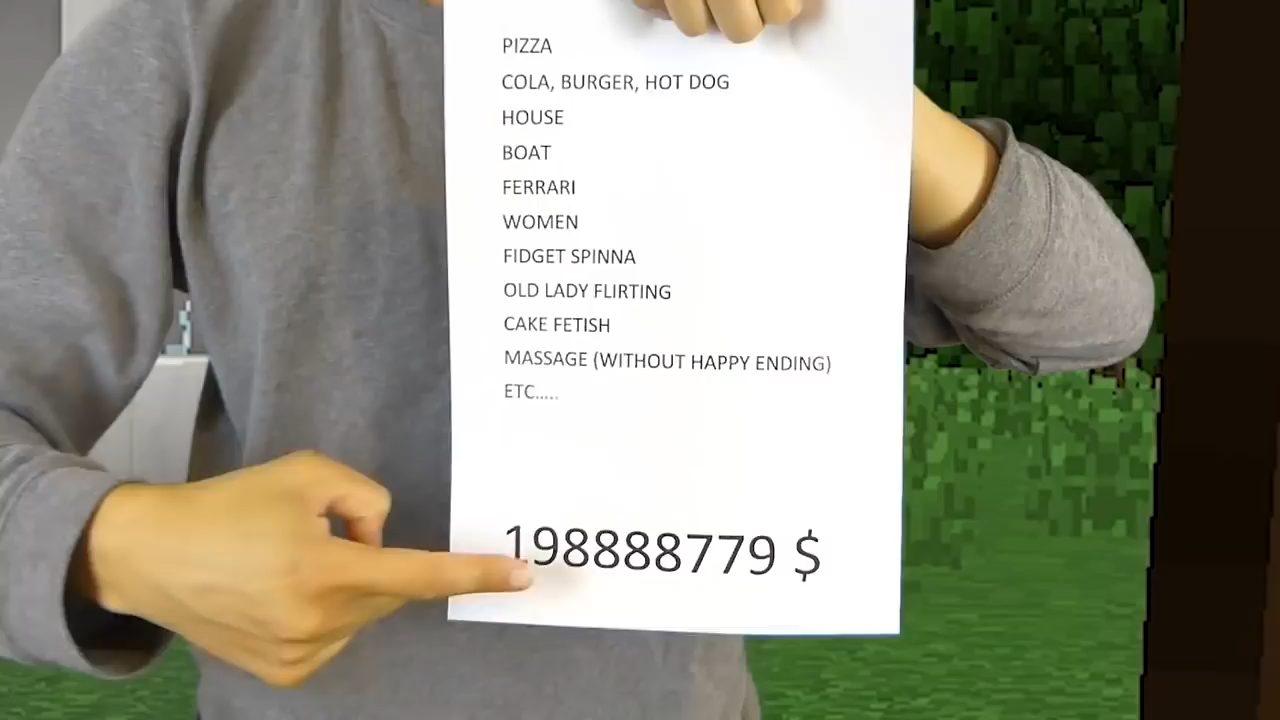 PIZZA
COLA, BURGER, HOT DOG
HOUSE
BOAT
FERRARI
WOMEN
FIDGET SPINNA
OLD LADY FLIRTING
CAKE FETISH
MASSAGE (WITHOUT HAPPY ENDING)
ETC.....
198888779 $